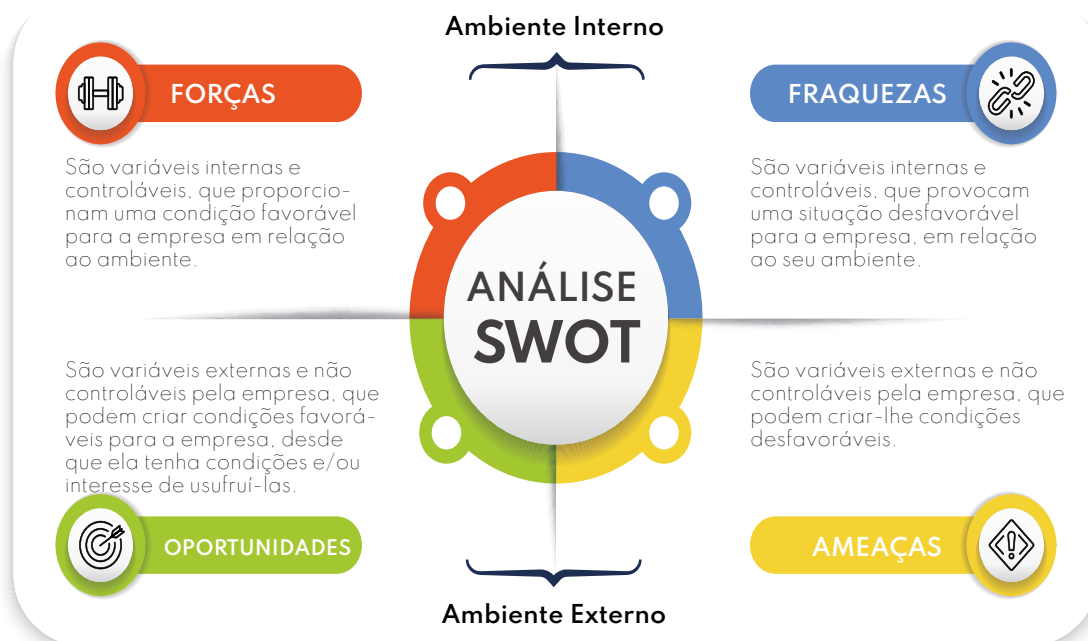 Ambiente Interno
FORÇAS
São variáveis internas e
controláveis, que proporcio-
nam uma condição favorável
para a empresa em relação
ao ambiente.
FRAQUEZAS
São variáveis internas e
controláveis, que provocam
uma situação desfavorável
para a empresa, em relação
ao seu ambiente.
ANÁLISE
SWOT
São variáveis externas e não
controláveis pela empresa, que
podem criar condições favorá-
veis para a empresa, desde
que ela tenha condições e/ou
interesse de usufruí-las.
OPORTUNIDADES
São variáveis externas e não
controláveis pela empresa, que
podem criar-lhe condições
desfavoráveis.
AMEAÇAS
Ambiente Externo